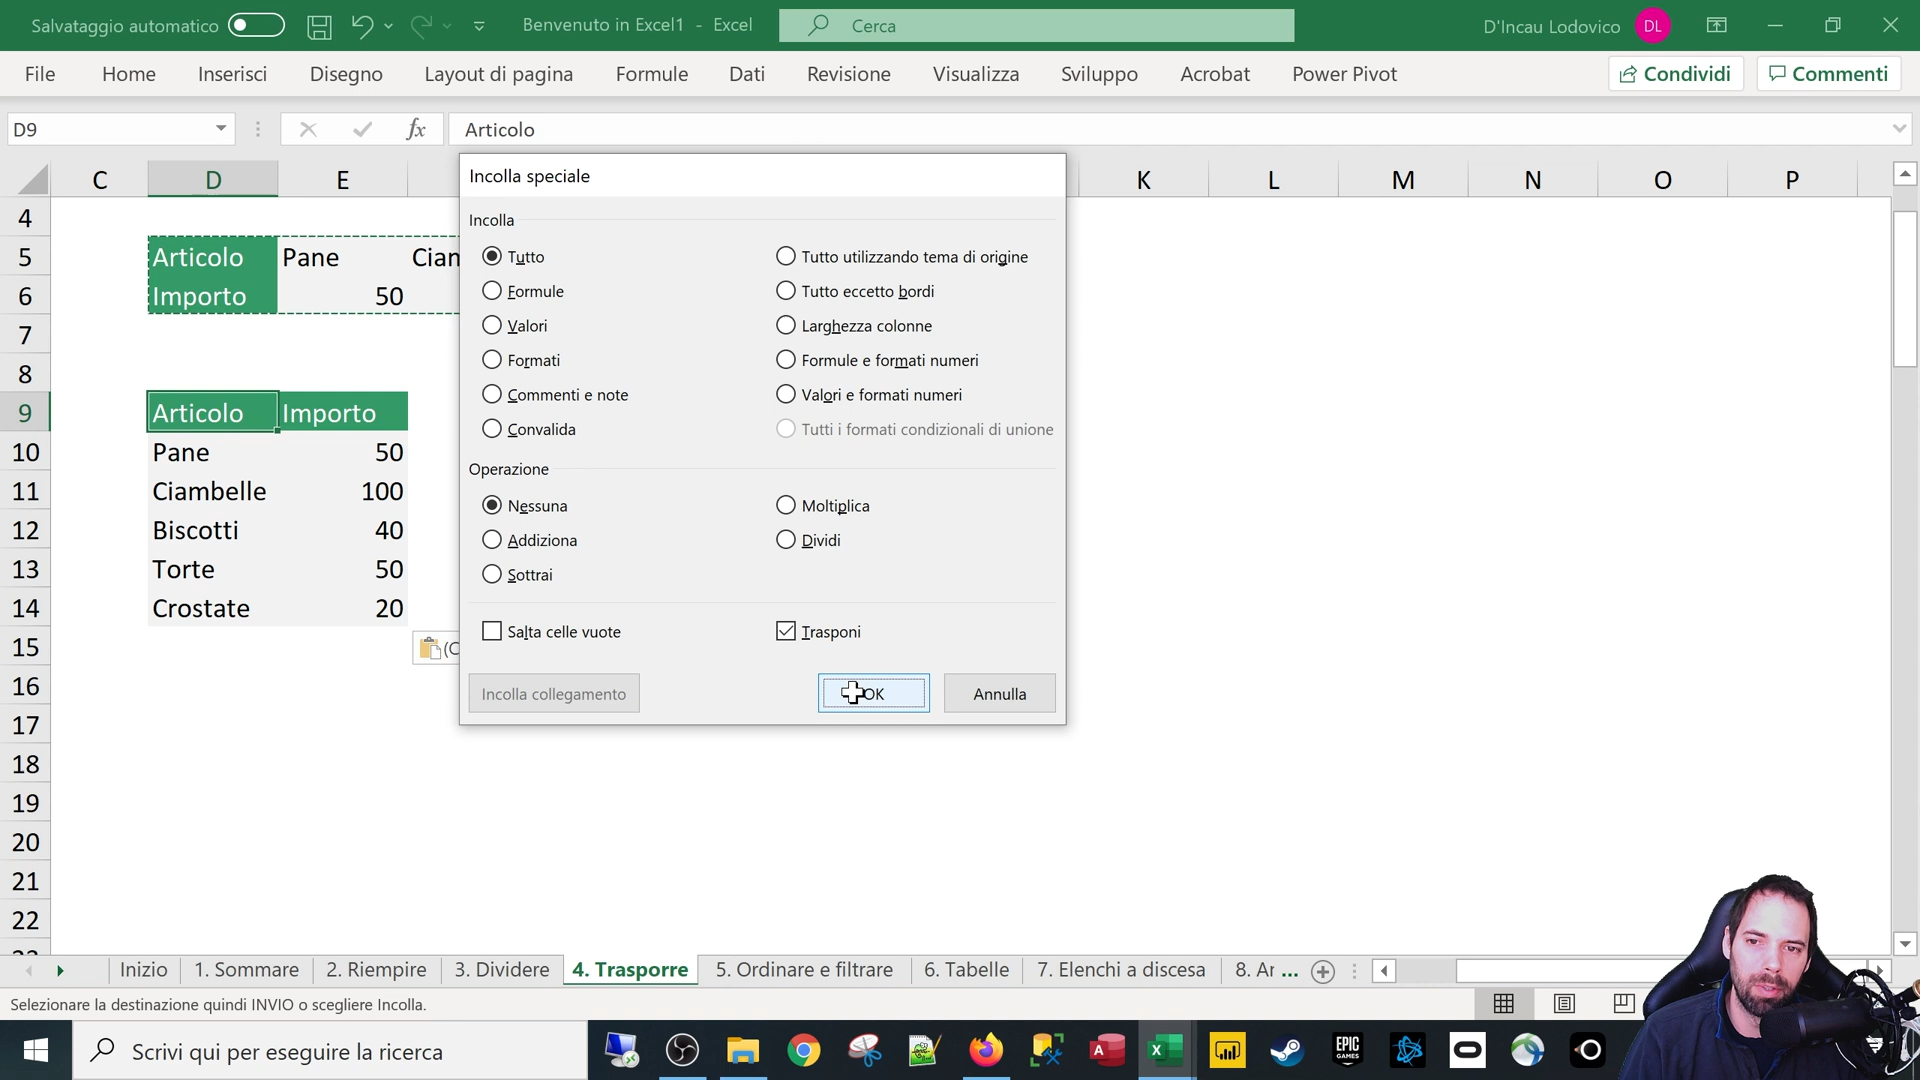 Salvataggio automatico
Benvenuto in Excel1 - Excel
Cerca
D'Incau Lodovico
DL
File Home Inserisci Disegno Layout di pagina Formule Dati Revisione Visualizza Sviluppo Acrobat Power Pivot
Condividi
Commenti
D9
fx
Articolo
C D E K L M N O P
4
5 Articolo Pane Cian
6 Importo 50
7
8
9 Articolo Importo
10 Pane 50
11 Ciambelle 100
12 Biscotti 40
13 Torte 50
14 Crostate 20
15
16
17
18
19
20
21
22
Incolla speciale
Incolla
Tutto Tutto utilizzando tema di origine
Formule Tutto eccetto bordi
Valori Larghezza colonne
Formati Formule e formati numeri
Commenti e note Valori e formati numeri
Convalida Tutti i formati condizionali di unione
Operazione
Nessuna Moltiplica
Addiziona Dividi
Sottrai
Salta celle vuote Trasponi
Incolla collegamento OK Annulla
Inizio 1. Sommare 2. Riempire 3. Dividere 4. Trasporre 5. Ordinare e filtrare 6. Tabelle 7. Elenchi a discesa 8. Ar ...
Selezionare la destinazione quindi INVIO o scegliere Incolla.
Scrivi qui per eseguire la ricerca
EPIC
GAMES